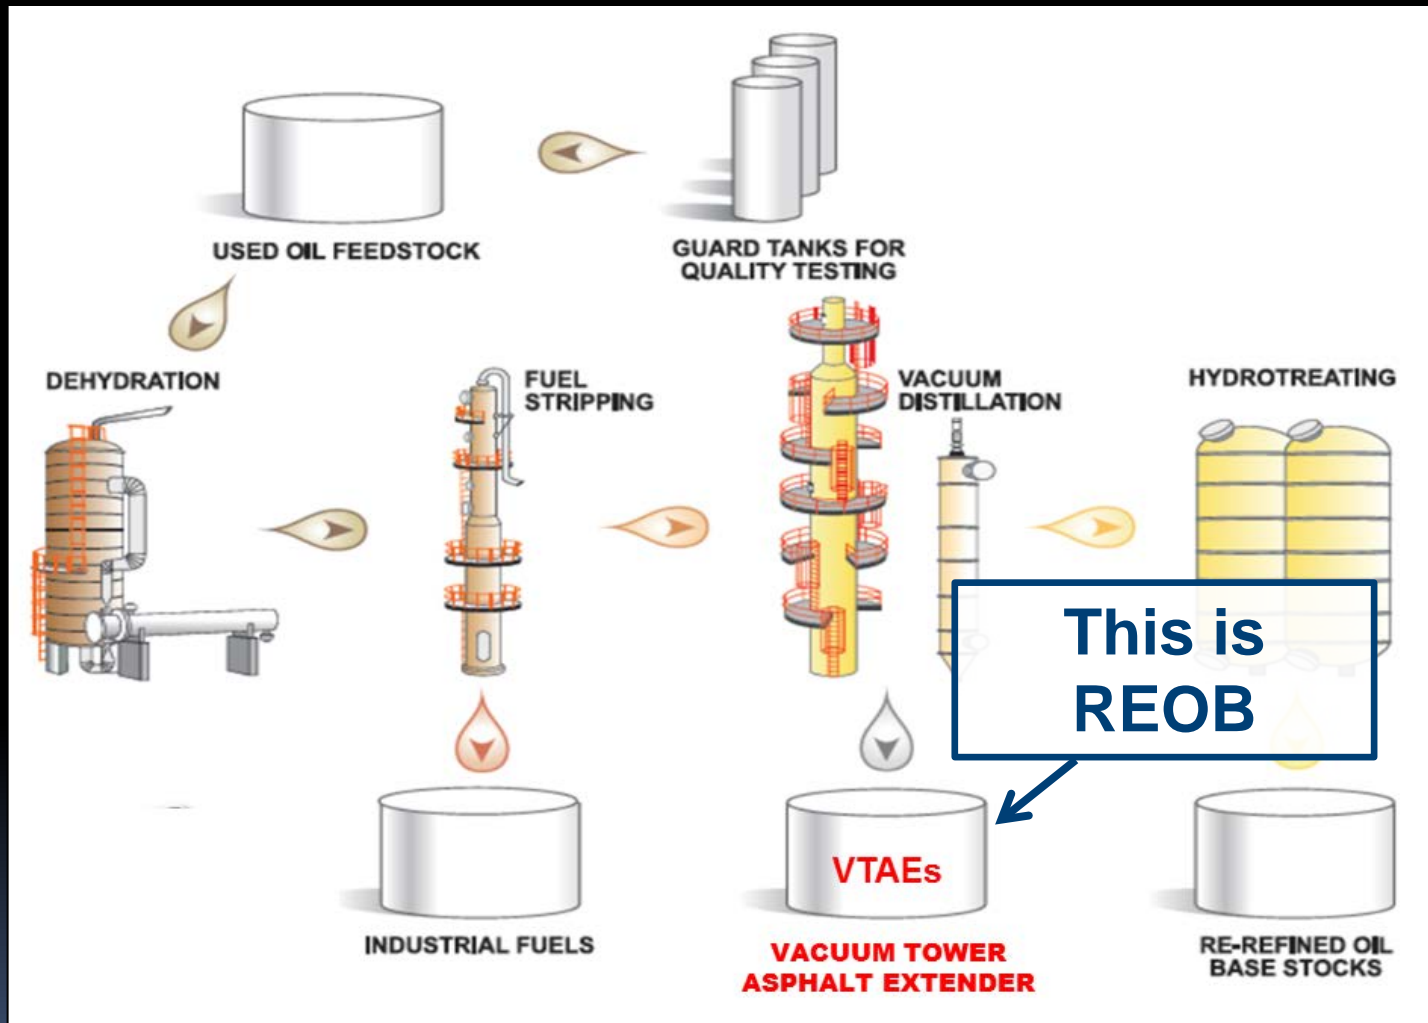 USED OIL FEEDSTOCK
GUARD TANKS FOR
QUALITY TESTING
DEHYDRATION
FUEL
STRIPPING
VACUUM
DISTILLATION
HYDROTREATING
This is
REOB
VTAEs
INDUSTRIAL FUELS
VACUUM TOWER
ASPHALT EXTENDER
RE-REFINED OIL
BASE STOCKS